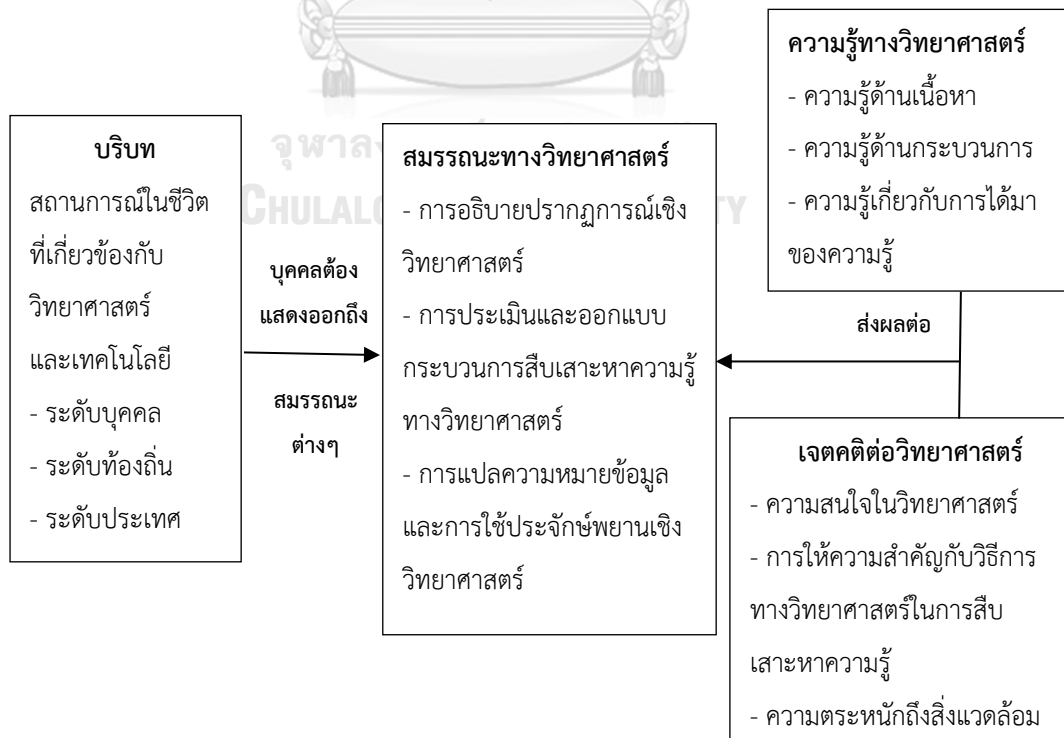 บริบท
สถานการณ์ในชีวิต
ที่เกี่ยวข้องกับ
วิทยาศาสตร์
และเทคโนโลยี
- ระดับบุคคล
- ระดับท้องถิ่น
- ระดับประเทศ
บุคคลต้อง
แสดงออกถึง
สมรรถนะ
ต่างๆ
สมรรถนะทางวิทยาศาสตร์
- การอธิบายปรากฏการณ์เชิง
วิทยาศาสตร์
- การประเมินและออกแบบ
กระบวนการสืบเสาะหาความรู้
ทางวิทยาศาสตร์
- การแปลความหมายข้อมูล
และการใช้ประจักษ์พยานเชิง
วิทยาศาสตร์
ความรู้ทางวิทยาศาสตร์
- ความรู้ด้านเนื้อหา
- ความรู้ด้านกระบวนการ
- ความรู้เกี่ยวกับการได้มา
ของความรู้
ส่งผลต่อ
เจตคติต่อวิทยาศาสตร์
- ความสนใจในวิทยาศาสตร์
- การให้ความสำคัญกับวิธีการ
ทางวิทยาศาสตร์ในการสืบ
เสาะหาความรู้
- ความตระหนักถึงสิ่งแวดล้อม